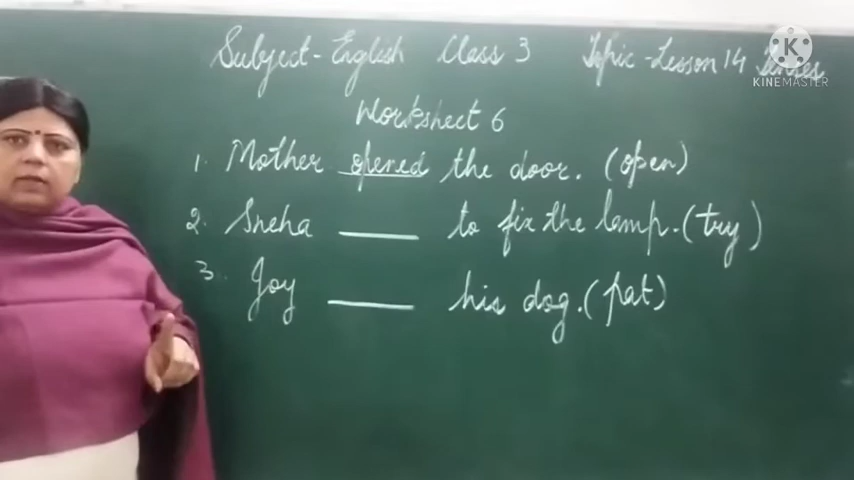 Subject - English Class 3 Topic - Lesson 14 Tenses
KINEMASTER
Worksheet 6
1. Mother opened the door. (open)
2. Sneha ____ to fix the lamp. (try)
3. Joy ____ his dog. (pat)